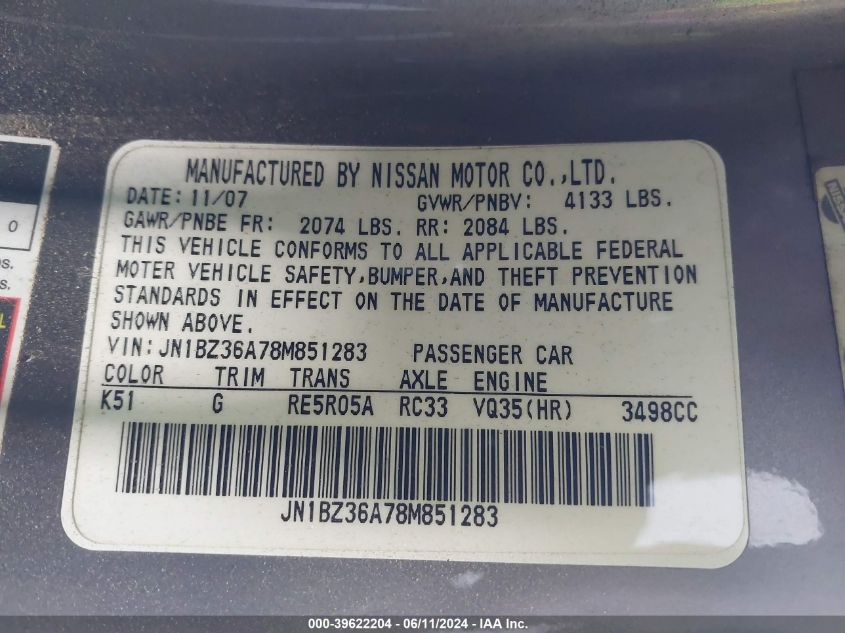 MANUFACTURED BY NISSAN MOTOR CO.,LTD.
DATE: 11/07 GVWR/PNBV: 4133 LBS.
GAWR/PNBE FR: 2074 LBS. RR: 2084 LBS.
THIS VEHICLE CONFORMS TO ALL APPLICABLE FEDERAL
MOTER VEHICLE SAFETY,BUMPER,AND THEFT PREVENTION
STANDARDS IN EFFECT ON THE DATE OF MANUFACTURE
SHOWN ABOVE.
VIN: JN1BZ36A78M851283 PASSENGER CAR
COLOR TRIM TRANS AXLE ENGINE
K51 G RE5R05A RC33 VQ35(HR) 3498CC
JN1BZ36A78M851283
0
s.
NISSAN
000-39622204 - 06/11/2024 - IAA Inc.